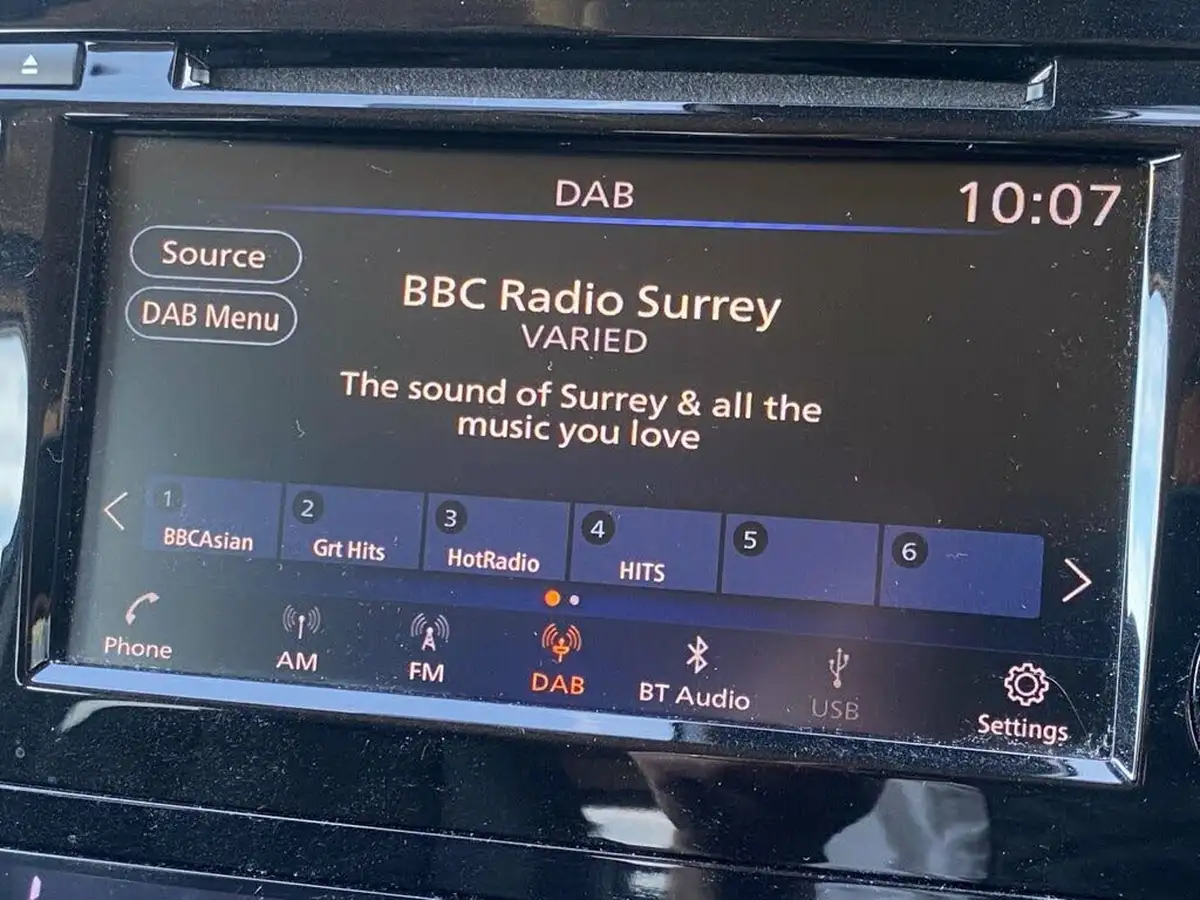 DAB
10:07
Source
DAB Menu
BBC Radio Surrey
VARIED
The sound of Surrey & all the
music you love
1
BBCAsian
2
Grt Hits
3
HotRadio
4
HITS
5
6
Phone
AM
FM
DAB
BT Audio
USB
Settings